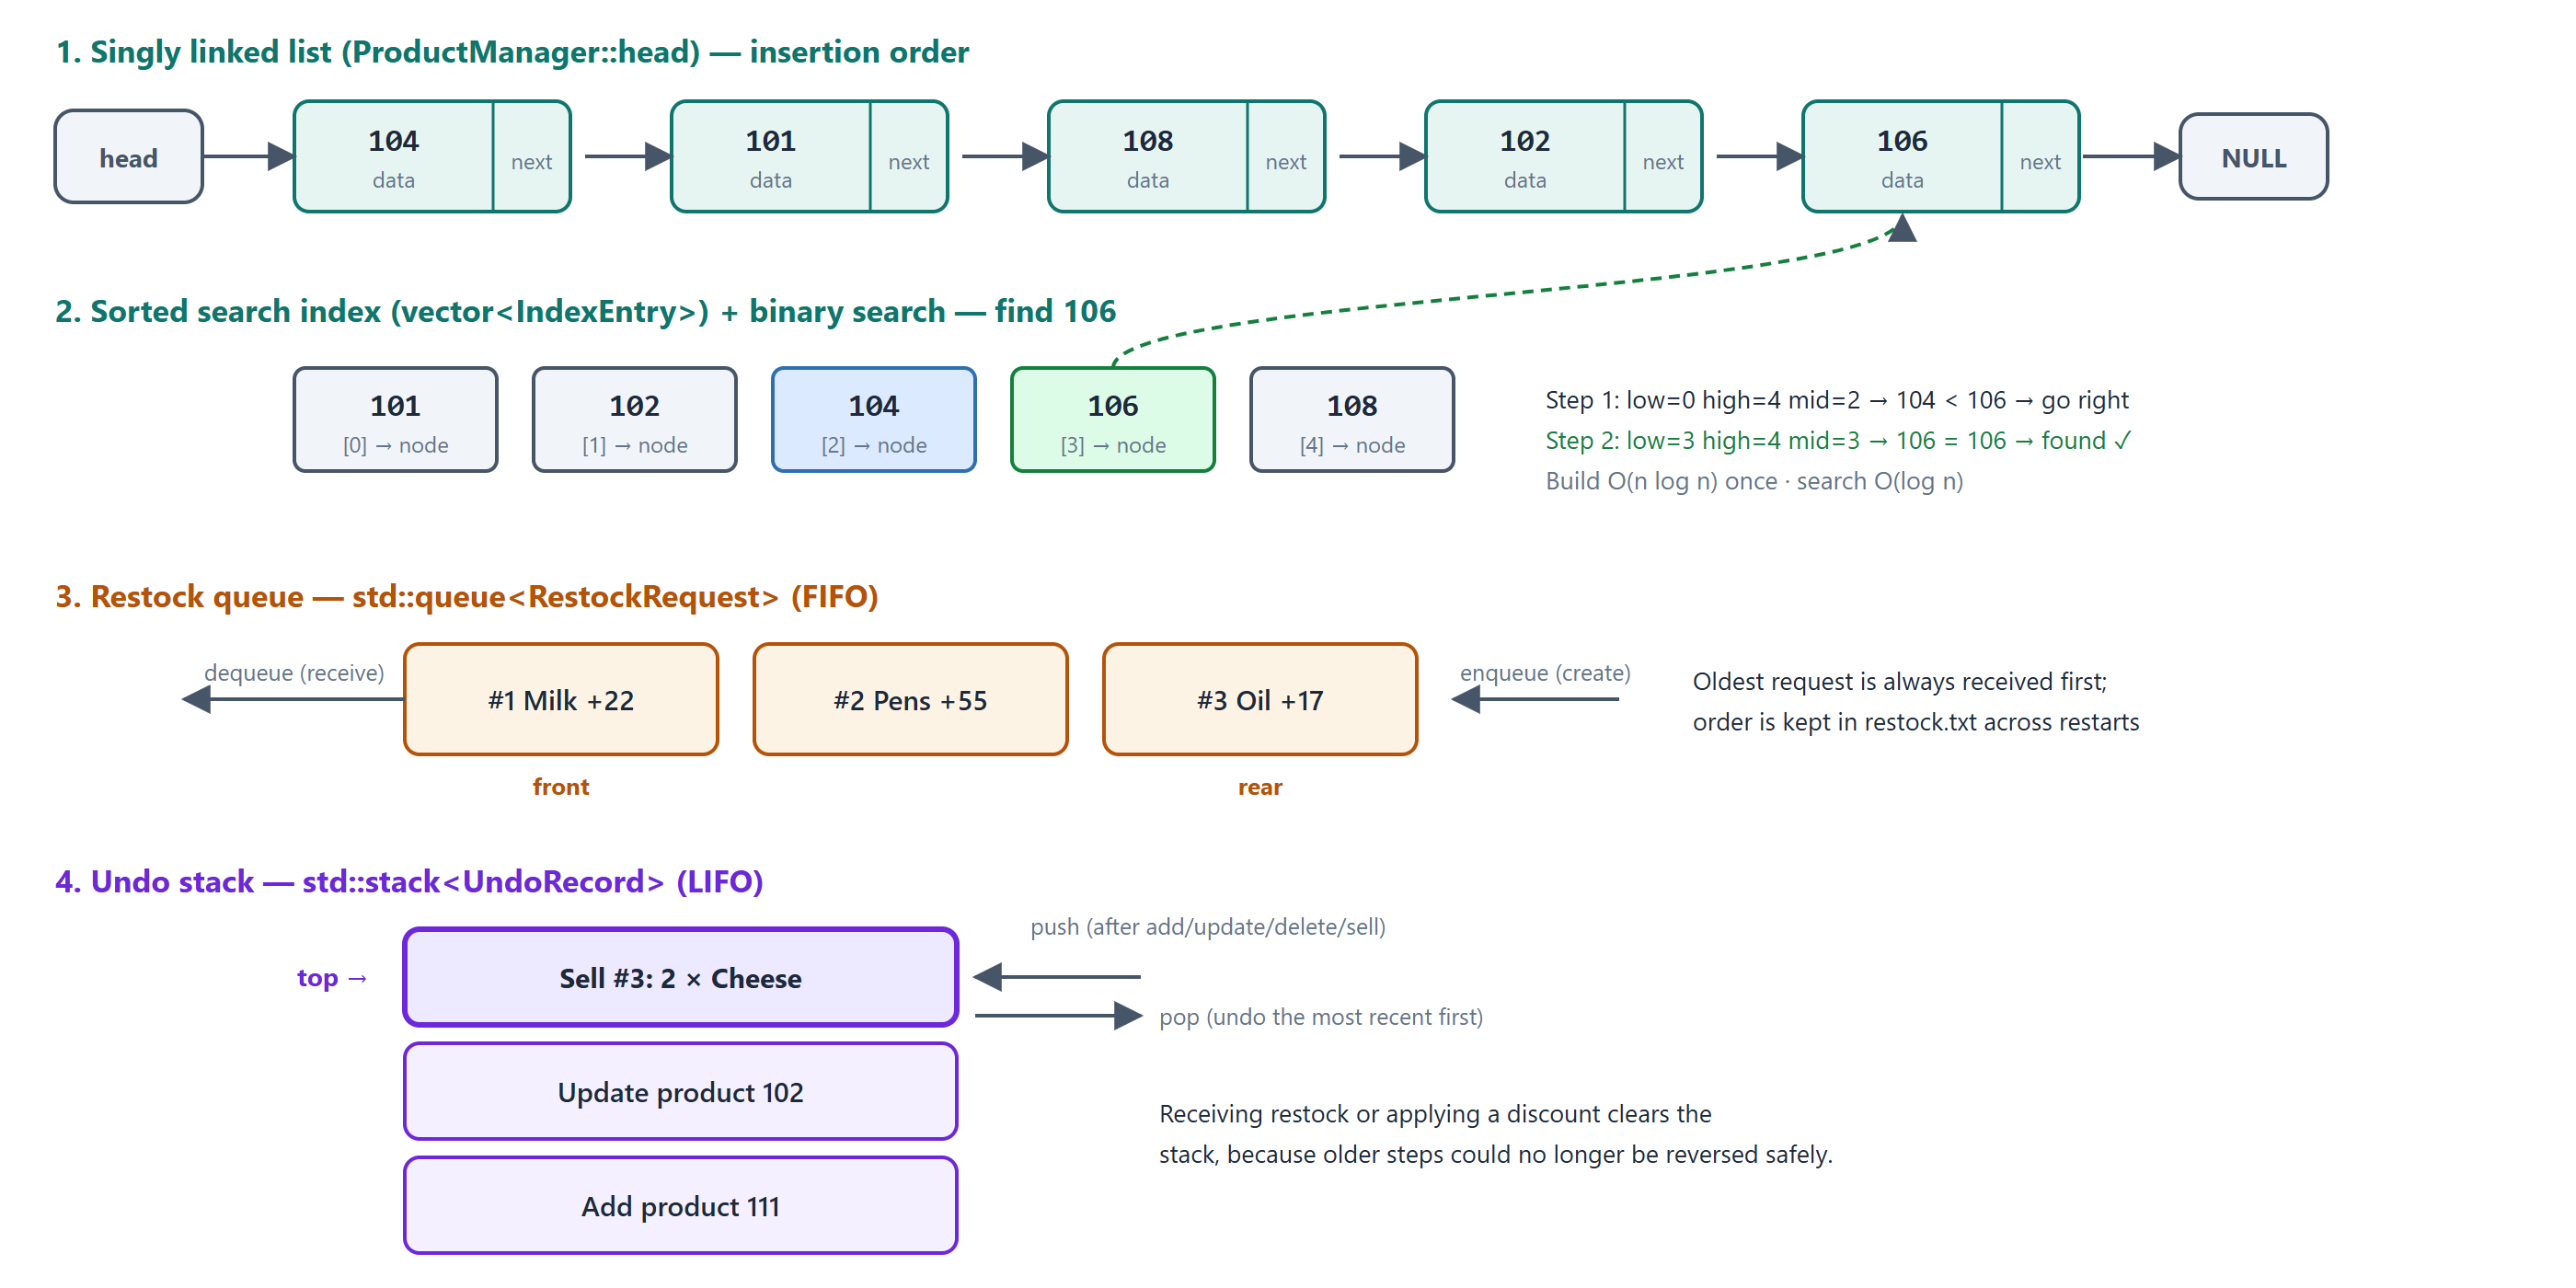 1. Singly linked list (ProductManager::head) — insertion order
head
104
data
next
101
data
next
108
data
next
102
data
next
106
data
next
NULL
2. Sorted search index (vector<IndexEntry>) + binary search — find 106
101
[0] → node
102
[1] → node
104
[2] → node
106
[3] → node
108
[4] → node
Step 1: low=0 high=4 mid=2 → 104 < 106 → go right
Step 2: low=3 high=4 mid=3 → 106 = 106 → found ✓
Build O(n log n) once · search O(log n)
3. Restock queue — std::queue<RestockRequest> (FIFO)
dequeue (receive)
#1 Milk +22
#2 Pens +55
#3 Oil +17
enqueue (create)
Oldest request is always received first;
order is kept in restock.txt across restarts
front
rear
4. Undo stack — std::stack<UndoRecord> (LIFO)
top →
Sell #3: 2 × Cheese
push (after add/update/delete/sell)
pop (undo the most recent first)
Update product 102
Receiving restock or applying a discount clears the
stack, because older steps could no longer be reversed safely.
Add product 111